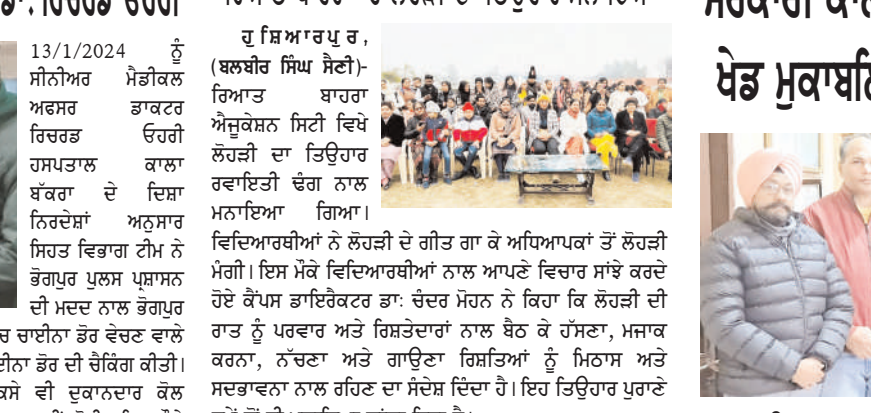 ਡਾ. ਰਿਚਰਡ ਓਹਰੀ
13/1/2024 ਨੂੰ
ਸੀਨੀਅਰ ਮੈਡੀਕਲ
ਅਫਸਰ ਡਾਕਟਰ
ਰਿਚਰਡ ਓਹਰੀ
ਹਸਪਤਾਲ ਕਾਲਾ
ਬੱਕਰਾ ਦੇ ਦਿਸ਼ਾ
ਨਿਰਦੇਸ਼ਾਂ ਅਨੁਸਾਰ
ਸਿਹਤ ਵਿਭਾਗ ਟੀਮ ਨੇ
ਭੋਗਪੁਰ ਪੁਲਸ ਪ੍ਰਸ਼ਾਸਨ
ਦੀ ਮਦਦ ਨਾਲ ਭੋਗਪੁਰ
ਚਾਈਨਾ ਡੋਰ ਵੇਚਣ ਵਾਲੇ
ਡੋਰ ਦੀ ਚੈਕਿੰਗ ਕੀਤੀ।
ਵੀ ਦੁਕਾਨਦਾਰ ਕੋਲ
ਹੁਸ਼ਿਆਰਪੁਰ,
(ਬਲਬੀਰ ਸਿੰਘ ਸੈਣੀ)-
ਰਿਆਤ ਬਾਹਰਾ
ਐਜੂਕੇਸ਼ਨ ਸਿਟੀ ਵਿਖੇ
ਲੋਹੜੀ ਦਾ ਤਿਉਹਾਰ
ਰਵਾਇਤੀ ਢੰਗ ਨਾਲ
ਮਨਾਇਆ ਗਿਆ।
ਵਿਦਿਆਰਥੀਆਂ ਨੇ ਲੋਹੜੀ ਦੇ ਗੀਤ ਗਾ ਕੇ ਅਧਿਆਪਕਾਂ ਤੋਂ ਲੋਹੜੀ
ਮੰਗੀ। ਇਸ ਮੌਕੇ ਵਿਦਿਆਰਥੀਆਂ ਨਾਲ ਆਪਣੇ ਵਿਚਾਰ ਸਾਂਝੇ ਕਰਦੇ
ਹੋਏ ਕੈਂਪਸ ਡਾਇਰੈਕਟਰ ਡਾ: ਚੰਦਰ ਮੋਹਨ ਨੇ ਕਿਹਾ ਕਿ ਲੋਹੜੀ ਦੀ
ਰਾਤ ਨੂੰ ਪਰਵਾਰ ਅਤੇ ਰਿਸ਼ਤੇਦਾਰਾਂ ਨਾਲ ਬੈਠ ਕੇ ਹੱਸਣਾ, ਮਜਾਕ
ਕਰਨਾ, ਨੱਚਣਾ ਅਤੇ ਗਾਉਣਾ ਰਿਸ਼ਤਿਆਂ ਨੂੰ ਮਿਠਾਸ ਅਤੇ
ਸਦਭਾਵਨਾ ਨਾਲ ਰਹਿਣ ਦਾ ਸੰਦੇਸ਼ ਦਿੰਦਾ ਹੈ। ਇਹ ਤਿਉਹਾਰ ਪੁਰਾਣੇ
ਸਰਕਾਰੀ
ਖੇਡ